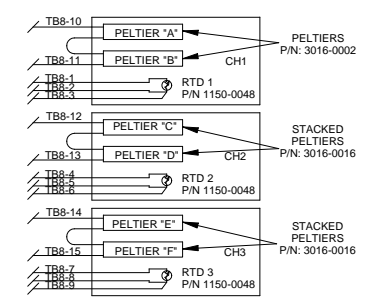 TB8-10
PELTIER "A"
PELTIERS
P/N: 3016-0002
PELTIER "B"
TB8-11
CH1
TB8-1
TB8-2
TB8-3
RTD 1
P/N 1150-0048
TB8-12
PELTIER "C"
STACKED
PELTIERS
P/N: 3016-0016
PELTIER "D"
TB8-13
CH2
TB8-4
TB8-5
TB8-6
RTD 2
P/N 1150-0048
TB8-14
PELTIER "E"
STACKED
PELTIERS
P/N: 3016-0016
PELTIER "F"
TB8-15
CH3
TB8-7
TB8-8
TB8-9
RTD 3
P/N 1150-0048